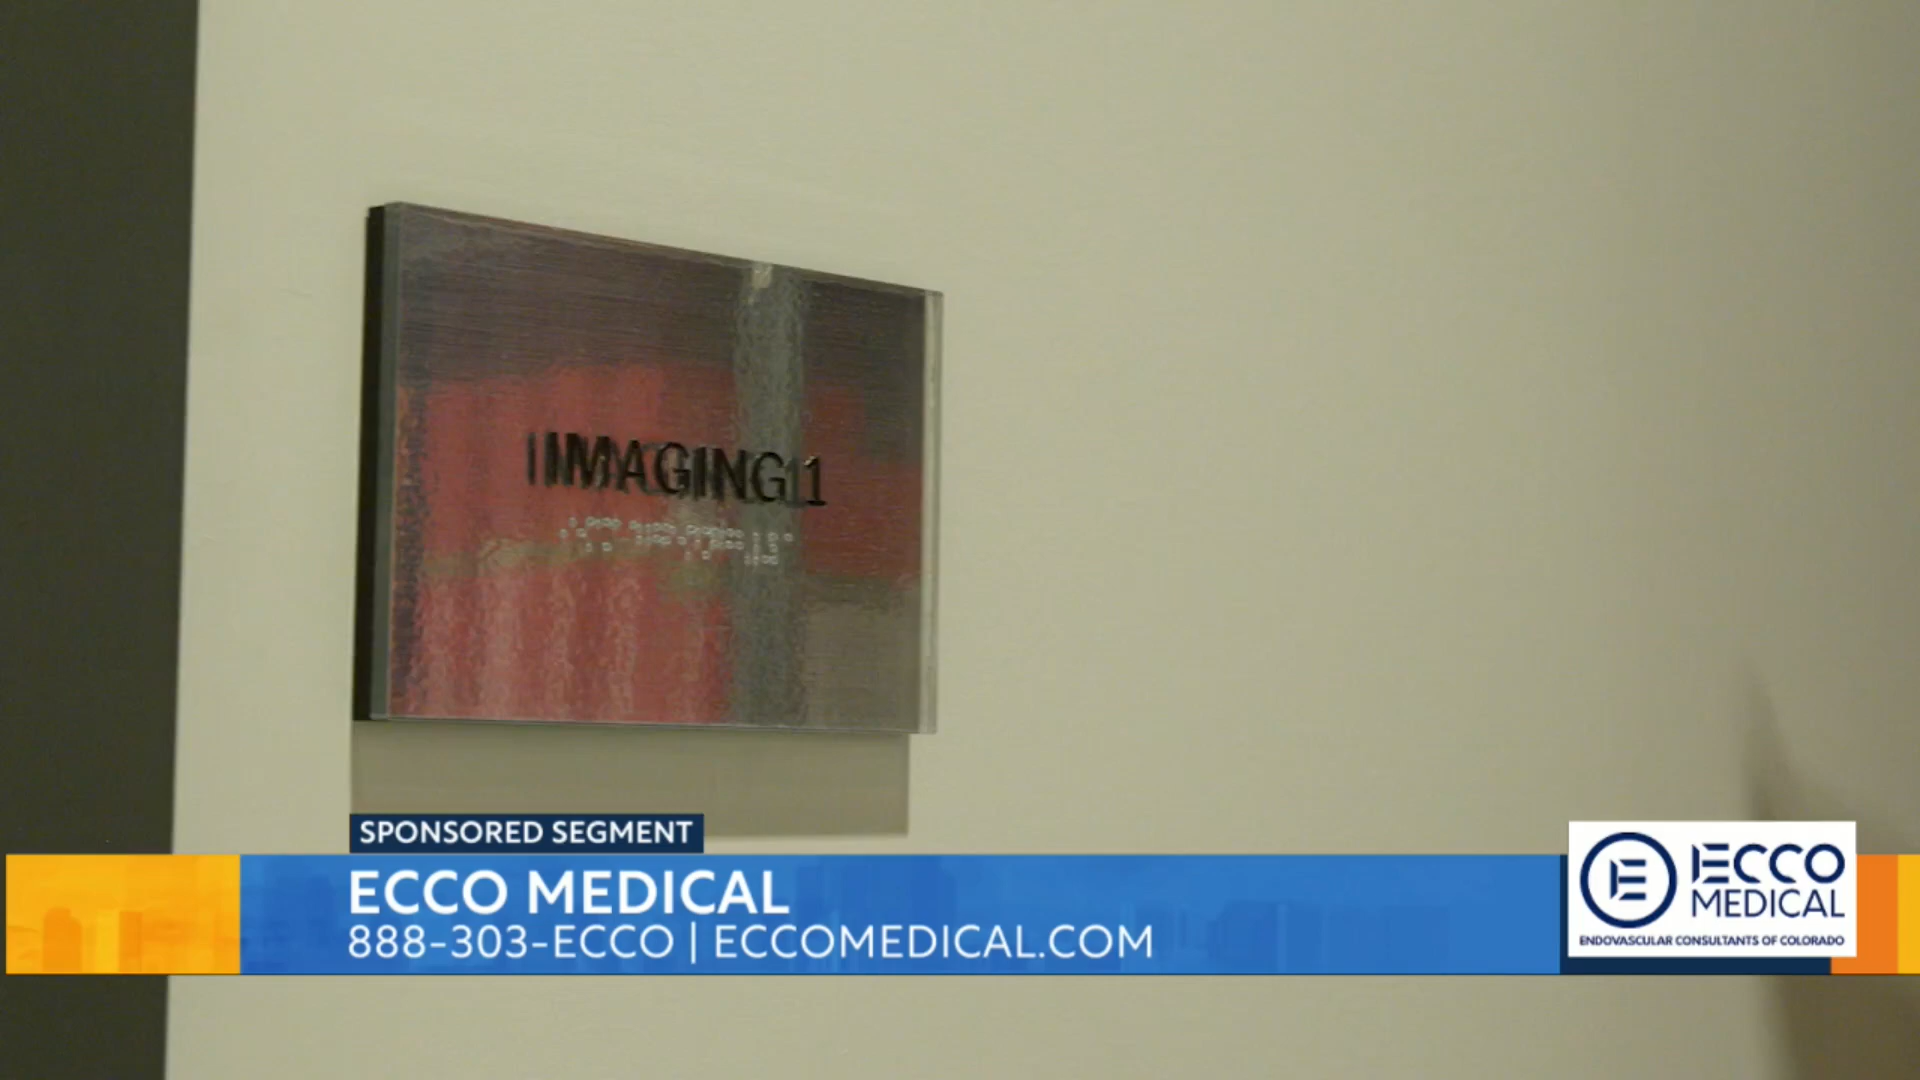 IMAGING 1
SPONSORED SEGMENT
ECCO MEDICAL
888-303-ECCO | ECCOMEDICAL.COM
E ECCO
MEDICAL
ENDOVASCULAR CONSULTANTS OF COLORADO